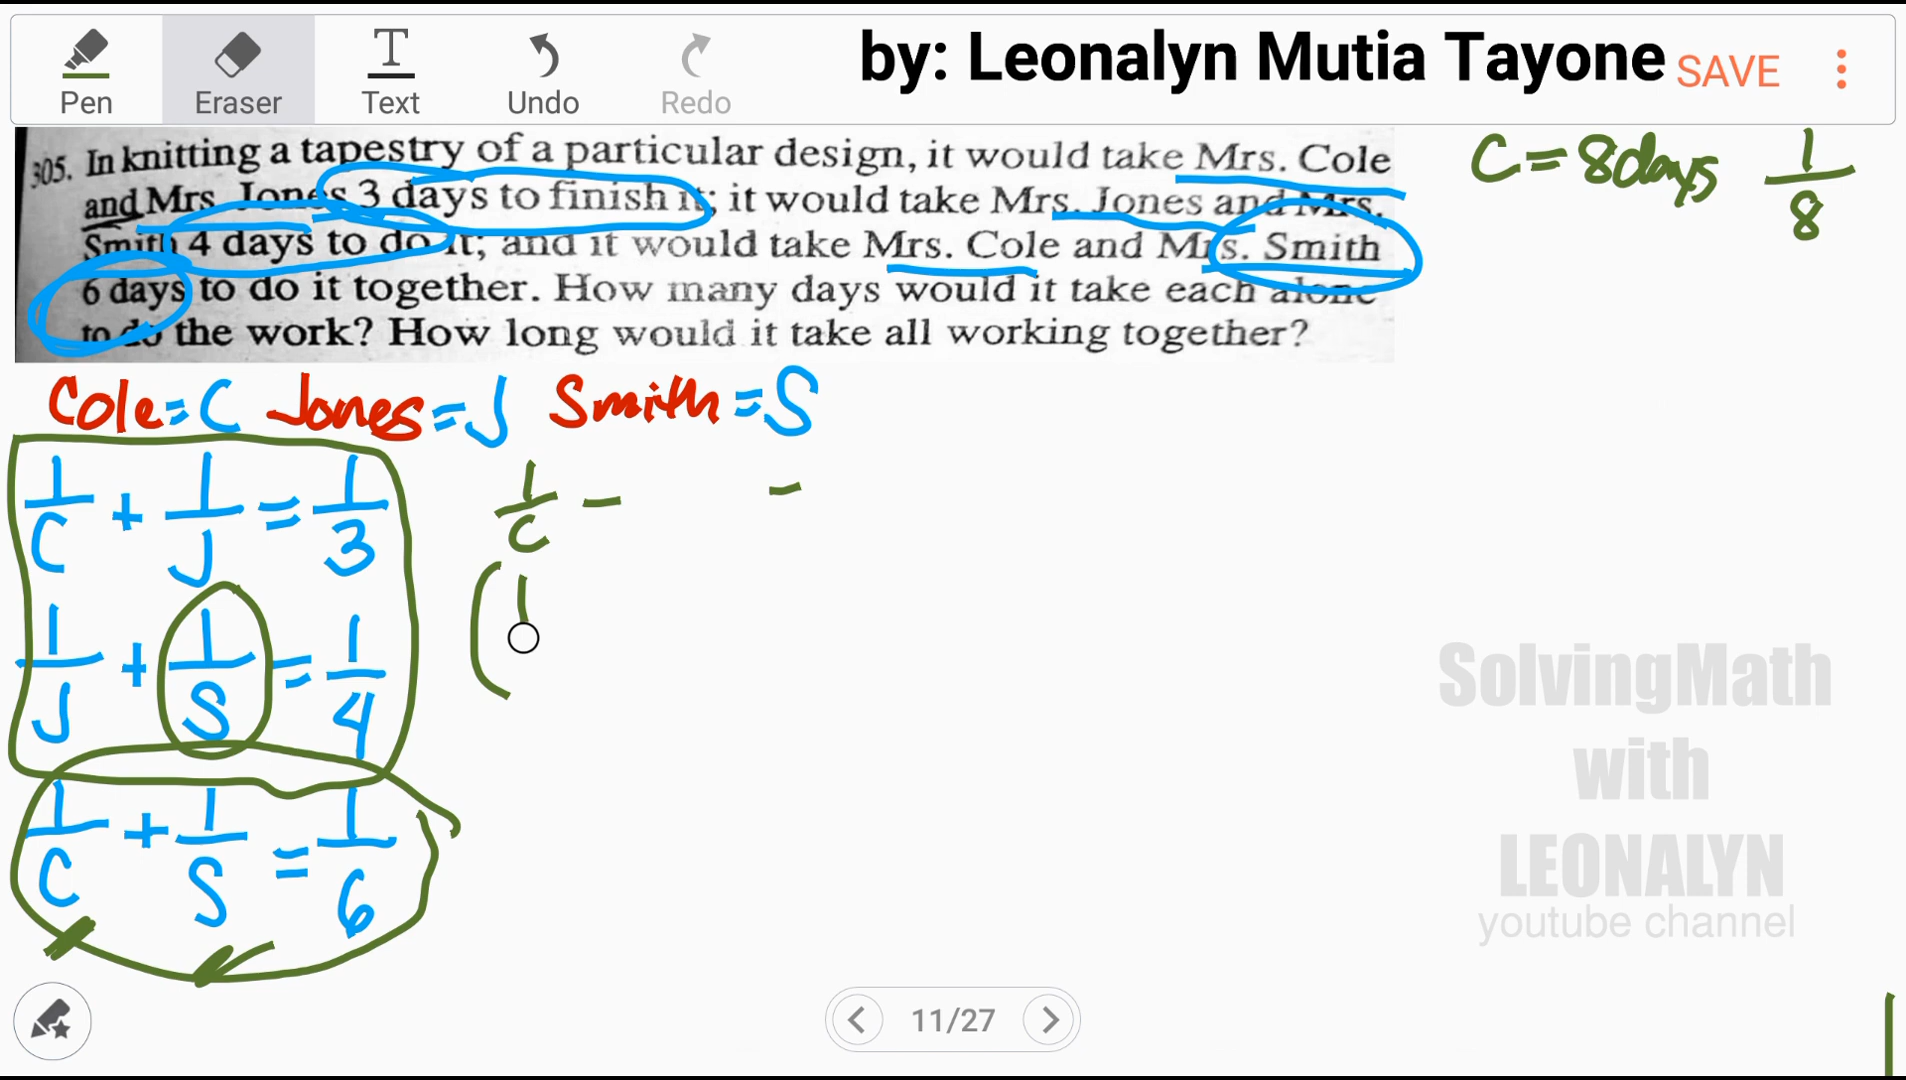 Pen Eraser Text Undo Redo by: Leonalyn Mutia Tayone SAVE
305. In knitting a tapestry of a particular design, it would take Mrs. Cole
and Mrs. Jones 3 days to finish it; it would take Mrs. Jones and Mrs.
Smith 4 days to do it; and it would take Mrs. Cole and Mrs. Smith
6 days to do it together. How many days would it take each alone
to do the work? How long would it take all working together?
C = 8 days 1/8
Cole = C Jones = J Smith = S
1/C + 1/J = 1/3
1/J + 1/S = 1/4
1/C + 1/S = 1/6
1/C - -
( 1
SolvingMath
with
LEONALYN
youtube channel
11/27